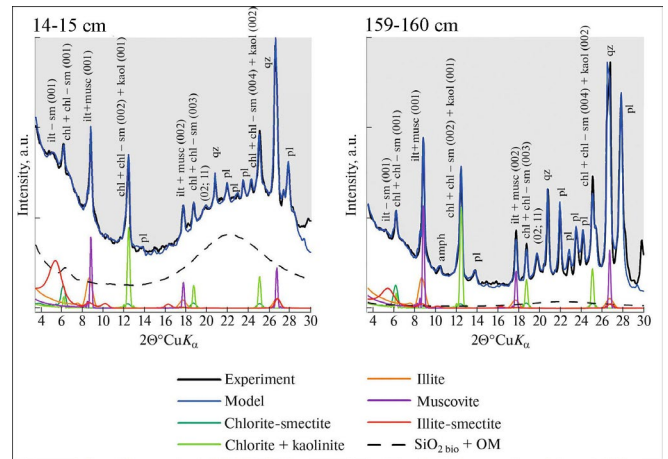 14-15 cm
159-160 cm
Intensity, a.u.
ilt – sm (001)
chl + chl – sm (001)
ilt+musc (001)
chl + chl – sm (002) + kaol (001)
pl
ilt + musc (002)
chl + chl – sm (003)
(02; 11)
qz
pl
pl
pl
pl
chl + chl – sm (004) + kaol (002)
qz
pl
4 6 8 10 12 14 16 18 20 22 24 26 28 30
2Θ°CuKα
Intensity, a.u.
ilt – sm (001)
chl + chl – sm (001)
ilt+musc (001)
amph
chl + chl – sm (002) + kaol (001)
pl
ilt + musc (002)
chl + chl – sm (003)
(02; 11)
qz
pl
pl
pl
pl
chl + chl – sm (004) + kaol (002)
qz
pl
4 6 8 10 12 14 16 18 20 22 24 26 28 30
2Θ°CuKα
Experiment
Model
Chlorite-smectite
Chlorite + kaolinite
Illite
Muscovite
Illite-smectite
SiO2 bio + OM